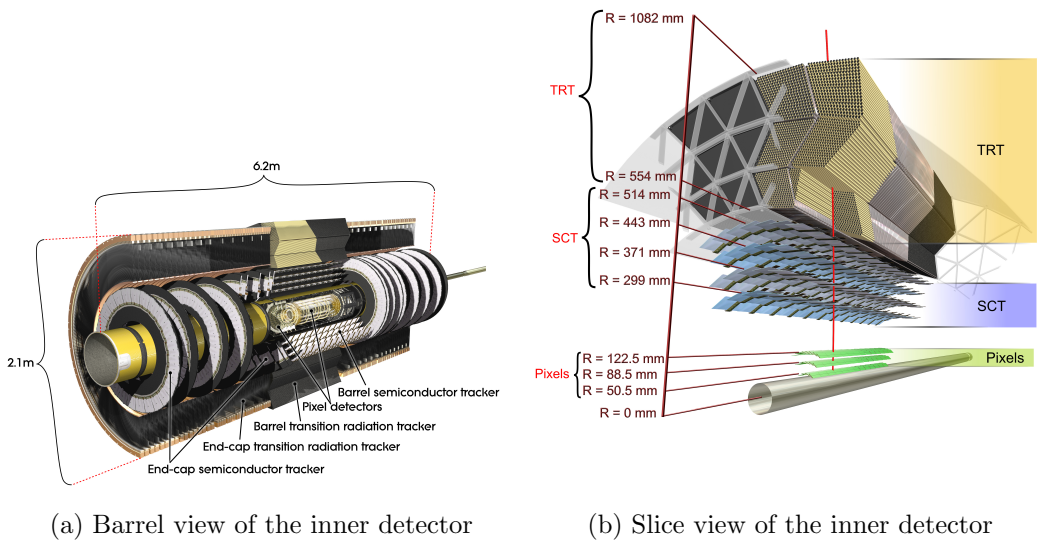 6.2m
2.1m
Barrel semiconductor tracker
Pixel detectors
Barrel transition radiation tracker
End-cap transition radiation tracker
End-cap semiconductor tracker
(a) Barrel view of the inner detector
R = 1082 mm
TRT
R = 554 mm
R = 514 mm
R = 443 mm
SCT
R = 371 mm
R = 299 mm
R = 122.5 mm
Pixels
R = 88.5 mm
R = 50.5 mm
R = 0 mm
TRT
SCT
Pixels
(b) Slice view of the inner detector